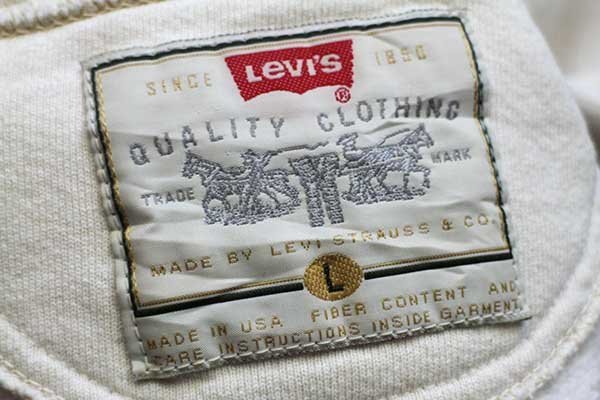 SINCE LEVI'S ® 1850
QUALITY CLOTHING
TRADE MARK
MADE BY LEVI STRAUSS & CO.
L
MADE IN USA FIBER CONTENT AND
CARE INSTRUCTIONS INSIDE GARMENT